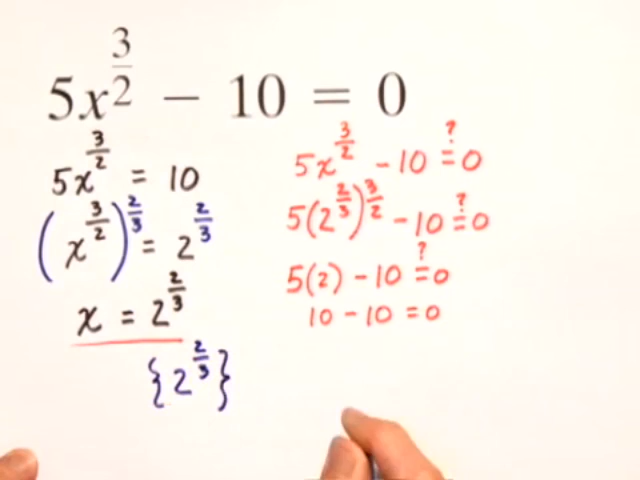 5x^{3/2} − 10 = 0
5x^{3/2} = 10
(x^{3/2})^{2/3} = 2^{2/3}
x = 2^{2/3}
{2^{2/3}}
5x^{3/2} − 10 ≟ 0
5(2^{2/3})^{3/2} − 10 ≟ 0
5(2) − 10 ≟ 0
10 − 10 = 0